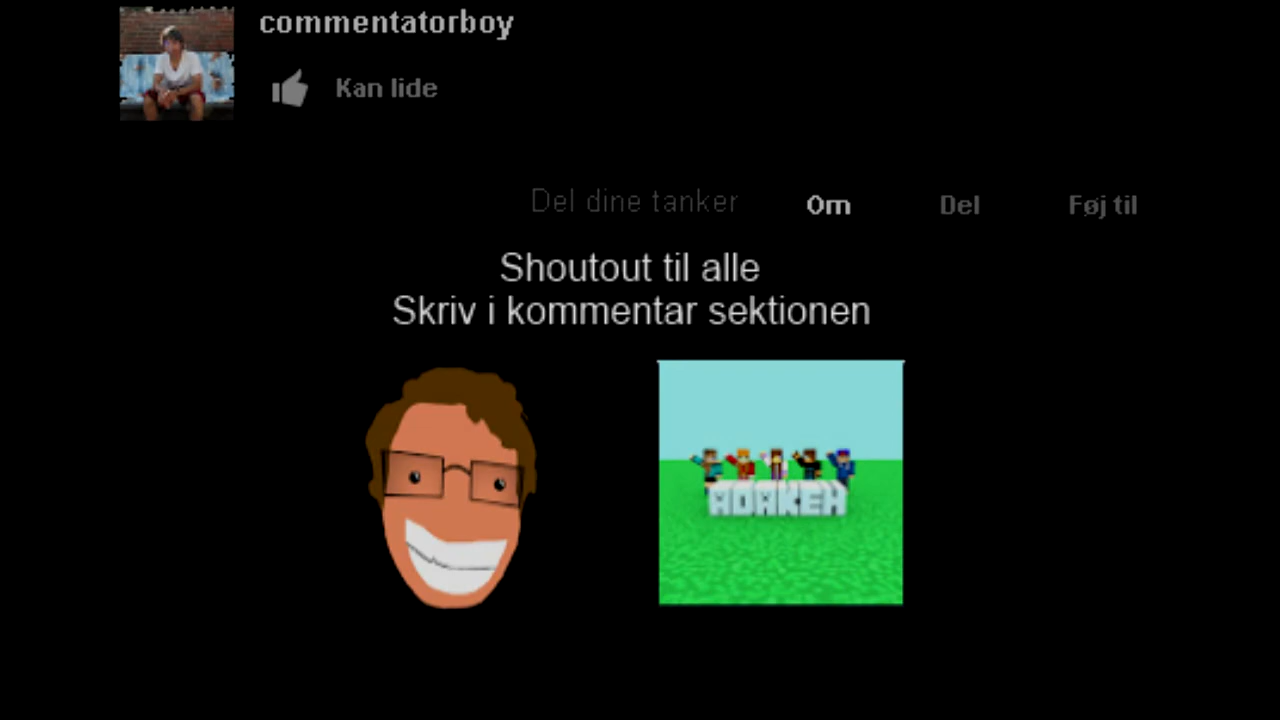 commentatorboy
Kan lide
Del dine tanker
Om
Del
Føj til
Shoutout til alle
Skriv i kommentar sektionen
ADAKEH